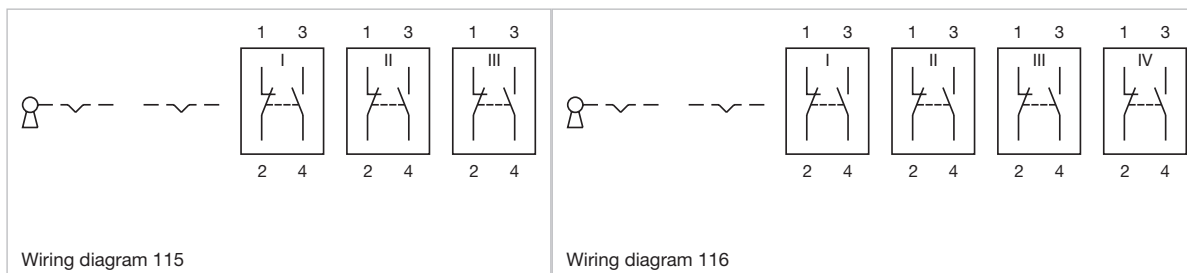 1 3 1 3 1 3
I II III
2 4 2 4 2 4
Wiring diagram 115
1 3 1 3 1 3 1 3
I II III IV
2 4 2 4 2 4 2 4
Wiring diagram 116